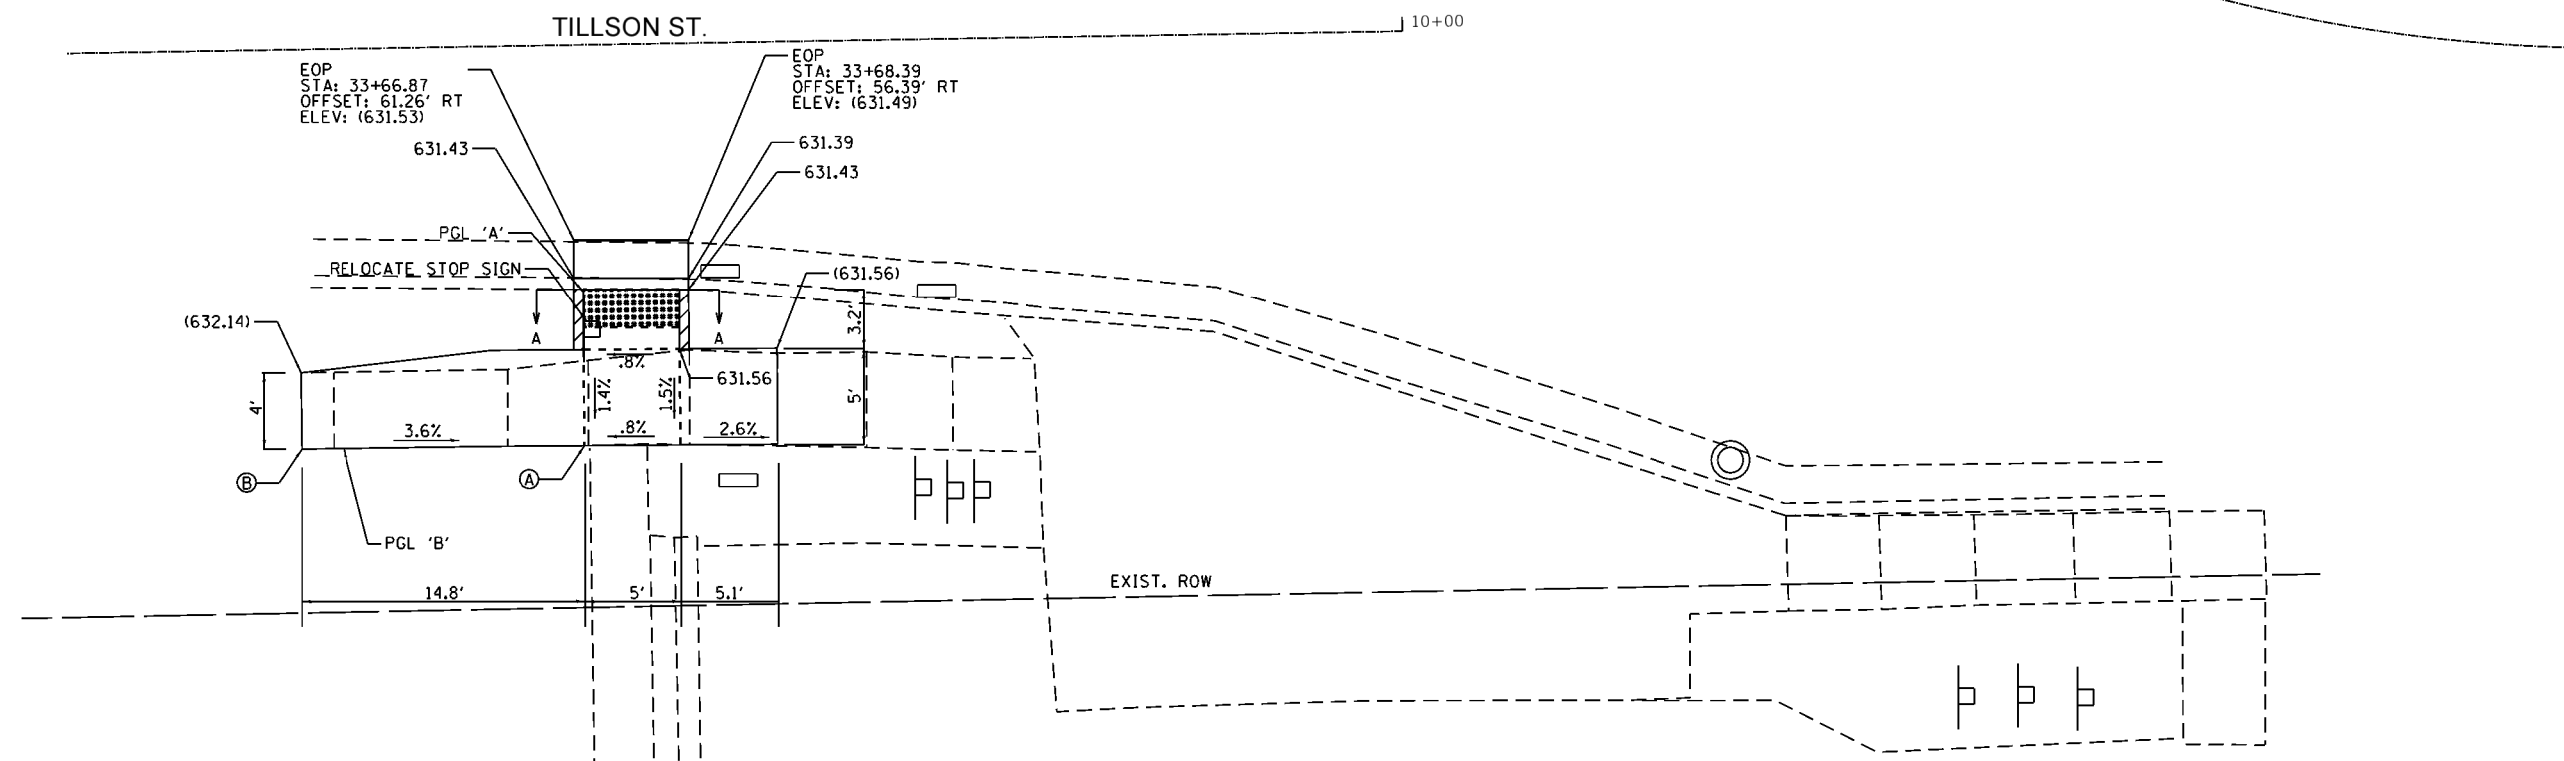 TILLSON ST.
10+00
EOP
STA: 33+66.87
OFFSET: 61.26' RT
ELEV: (631.53)
EOP
STA: 33+68.39
OFFSET: 56.39' RT
ELEV: (631.49)
631.43
631.39
631.43
PGL 'A'
RELOCATE STOP SIGN
(631.56)
(632.14)
A
A
3.2'
.8%
631.56
1.4%
1.5%
4'
5'
3.6%
.8%
2.6%
B
A
PGL 'B'
EXIST. ROW
14.8'
5'
5.1'